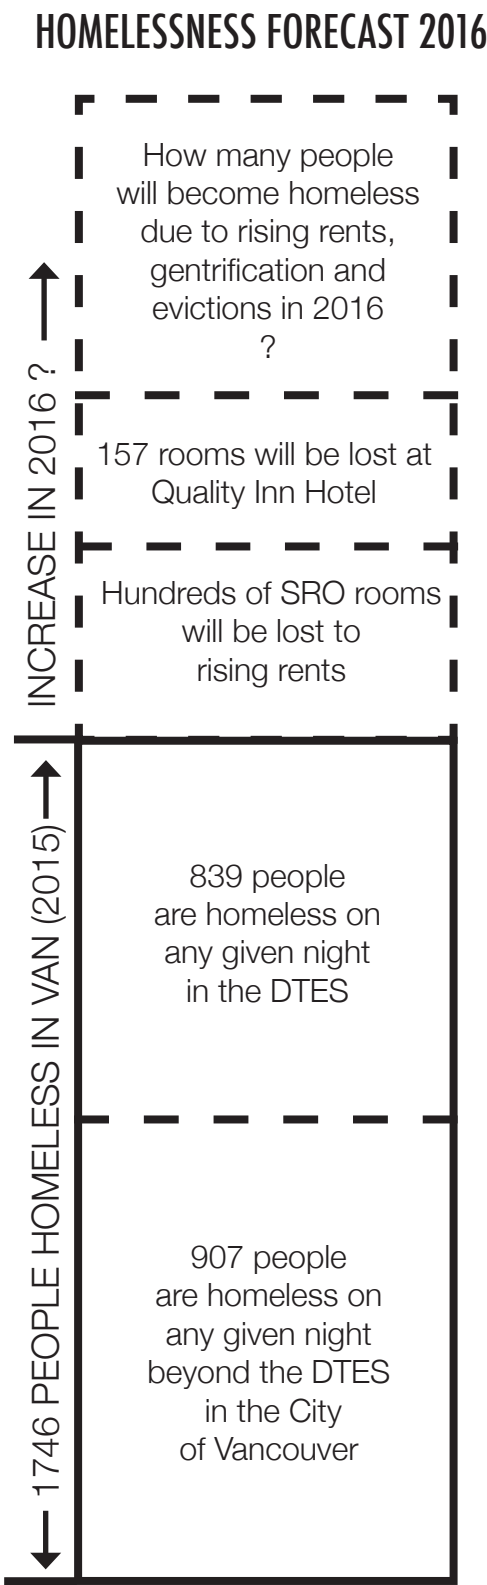 HOMELESSNESS FORECAST 2016
How many people
will become homeless
due to rising rents,
gentrification and
evictions in 2016
?
157 rooms will be lost at
Quality Inn Hotel
Hundreds of SRO rooms
will be lost to
rising rents
INCREASE IN 2016 ?
839 people
are homeless on
any given night
in the DTES
907 people
are homeless on
any given night
beyond the DTES
in the City
of Vancouver
1746 PEOPLE HOMELESS IN VAN (2015)